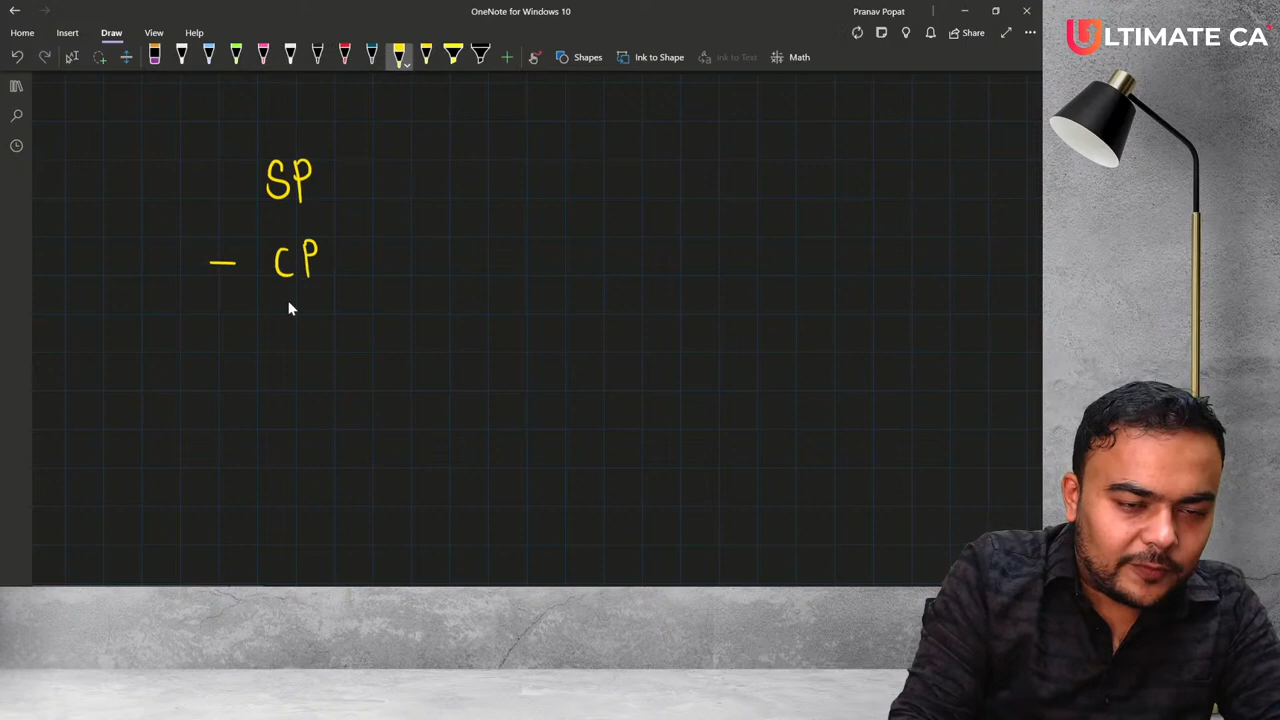 OneNote for Windows 10
Pranav Popat
Home Insert Draw View Help
Share
Shapes Ink to Shape Ink to Text Math
ULTIMATE CA
SP
– CP